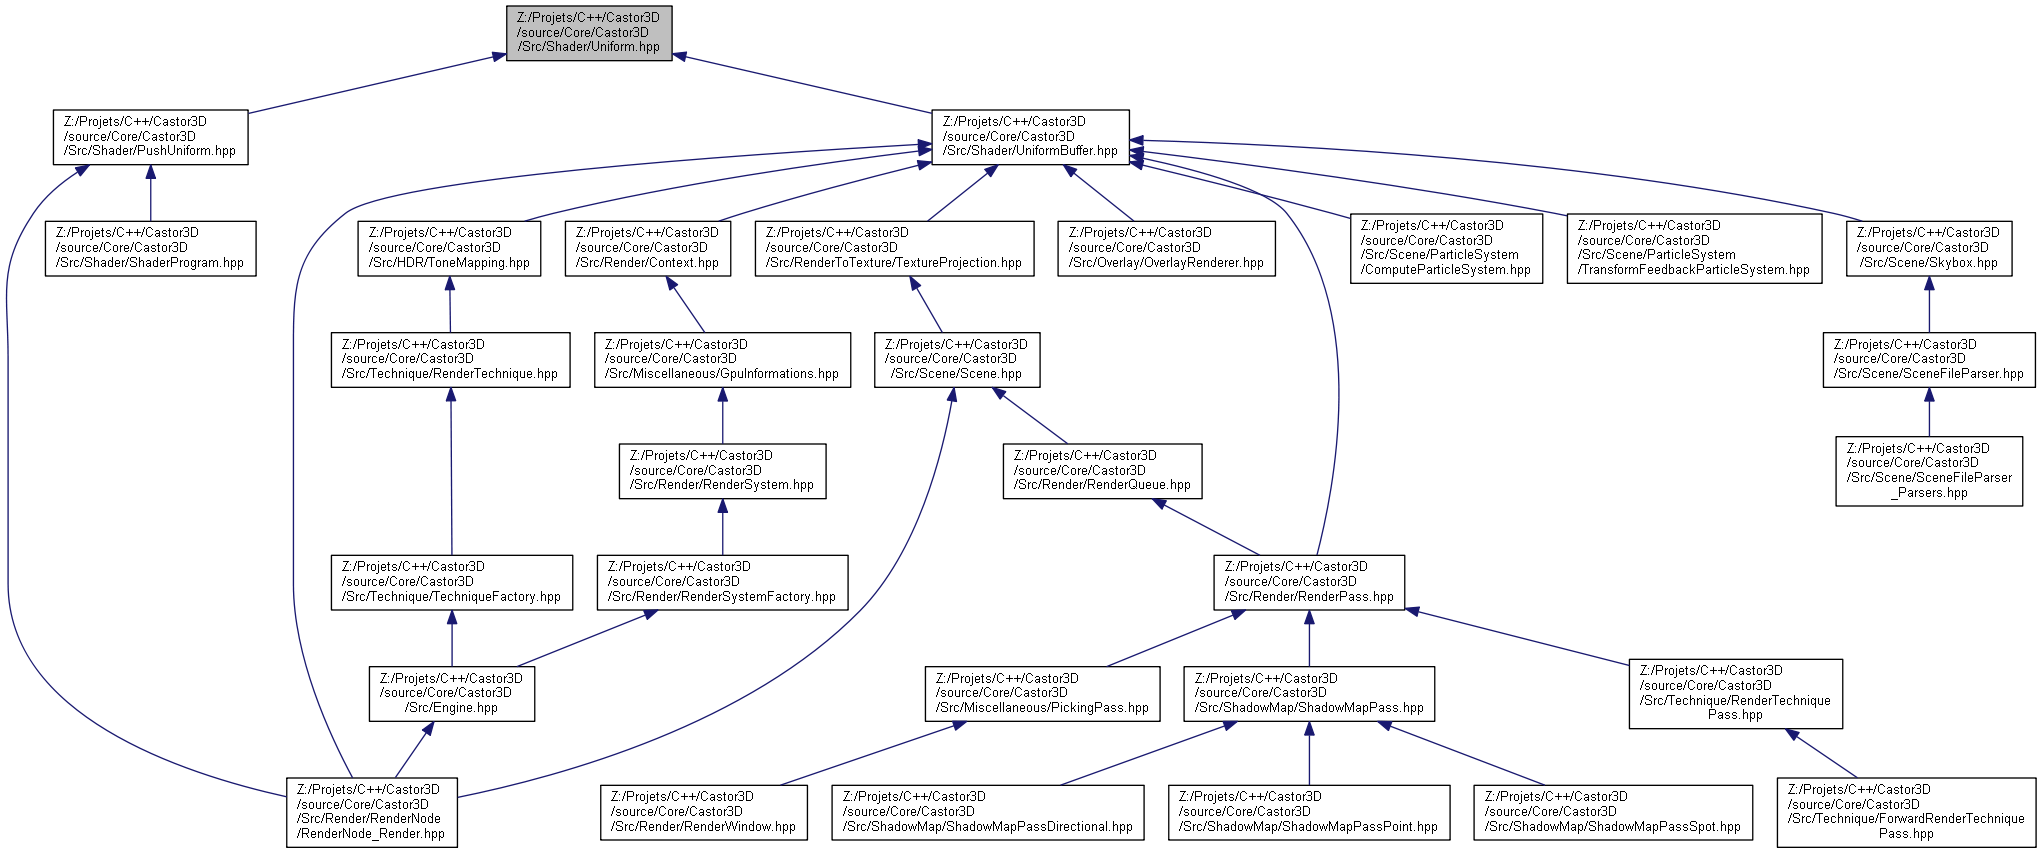 Z:/Projets/C++/Castor3D
/source/Core/Castor3D
/Src/Shader/Uniform.hpp
Z:/Projets/C++/Castor3D
/source/Core/Castor3D
/Src/Shader/PushUniform.hpp
Z:/Projets/C++/Castor3D
/source/Core/Castor3D
/Src/Shader/UniformBuffer.hpp
Z:/Projets/C++/Castor3D
/source/Core/Castor3D
/Src/Shader/ShaderProgram.hpp
Z:/Projets/C++/Castor3D
/source/Core/Castor3D
/Src/HDR/ToneMapping.hpp
Z:/Projets/C++/Castor3D
/source/Core/Castor3D
/Src/Render/Context.hpp
Z:/Projets/C++/Castor3D
/source/Core/Castor3D
/Src/RenderToTexture/TextureProjection.hpp
Z:/Projets/C++/Castor3D
/source/Core/Castor3D
/Src/Overlay/OverlayRenderer.hpp
Z:/Projets/C++/Castor3D
/source/Core/Castor3D
/Src/Scene/ParticleSystem
/ComputeParticleSystem.hpp
Z:/Projets/C++/Castor3D
/source/Core/Castor3D
/Src/Scene/ParticleSystem
/TransformFeedbackParticleSystem.hpp
Z:/Projets/C++/Castor3D
/source/Core/Castor3D
/Src/Scene/Skybox.hpp
Z:/Projets/C++/Castor3D
/source/Core/Castor3D
/Src/Technique/RenderTechnique.hpp
Z:/Projets/C++/Castor3D
/source/Core/Castor3D
/Src/Miscellaneous/GpuInformations.hpp
Z:/Projets/C++/Castor3D
/source/Core/Castor3D
/Src/Scene/Scene.hpp
Z:/Projets/C++/Castor3D
/source/Core/Castor3D
/Src/Scene/SceneFileParser.hpp
Z:/Projets/C++/Castor3D
/source/Core/Castor3D
/Src/Render/RenderSystem.hpp
Z:/Projets/C++/Castor3D
/source/Core/Castor3D
/Src/Render/RenderQueue.hpp
Z:/Projets/C++/Castor3D
/source/Core/Castor3D
/Src/Scene/SceneFileParser
_Parsers.hpp
Z:/Projets/C++/Castor3D
/source/Core/Castor3D
/Src/Technique/TechniqueFactory.hpp
Z:/Projets/C++/Castor3D
/source/Core/Castor3D
/Src/Render/RenderSystemFactory.hpp
Z:/Projets/C++/Castor3D
/source/Core/Castor3D
/Src/Render/RenderPass.hpp
Z:/Projets/C++/Castor3D
/source/Core/Castor3D
/Src/Engine.hpp
Z:/Projets/C++/Castor3D
/source/Core/Castor3D
/Src/Miscellaneous/PickingPass.hpp
Z:/Projets/C++/Castor3D
/source/Core/Castor3D
/Src/ShadowMap/ShadowMapPass.hpp
Z:/Projets/C++/Castor3D
/source/Core/Castor3D
/Src/Technique/RenderTechnique
Pass.hpp
Z:/Projets/C++/Castor3D
/source/Core/Castor3D
/Src/Render/RenderNode
/RenderNode_Render.hpp
Z:/Projets/C++/Castor3D
/source/Core/Castor3D
/Src/Render/RenderWindow.hpp
Z:/Projets/C++/Castor3D
/source/Core/Castor3D
/Src/ShadowMap/ShadowMapPassDirectional.hpp
Z:/Projets/C++/Castor3D
/source/Core/Castor3D
/Src/ShadowMap/ShadowMapPassPoint.hpp
Z:/Projets/C++/Castor3D
/source/Core/Castor3D
/Src/ShadowMap/ShadowMapPassSpot.hpp
Z:/Projets/C++/Castor3D
/source/Core/Castor3D
/Src/Technique/ForwardRenderTechnique
Pass.hpp